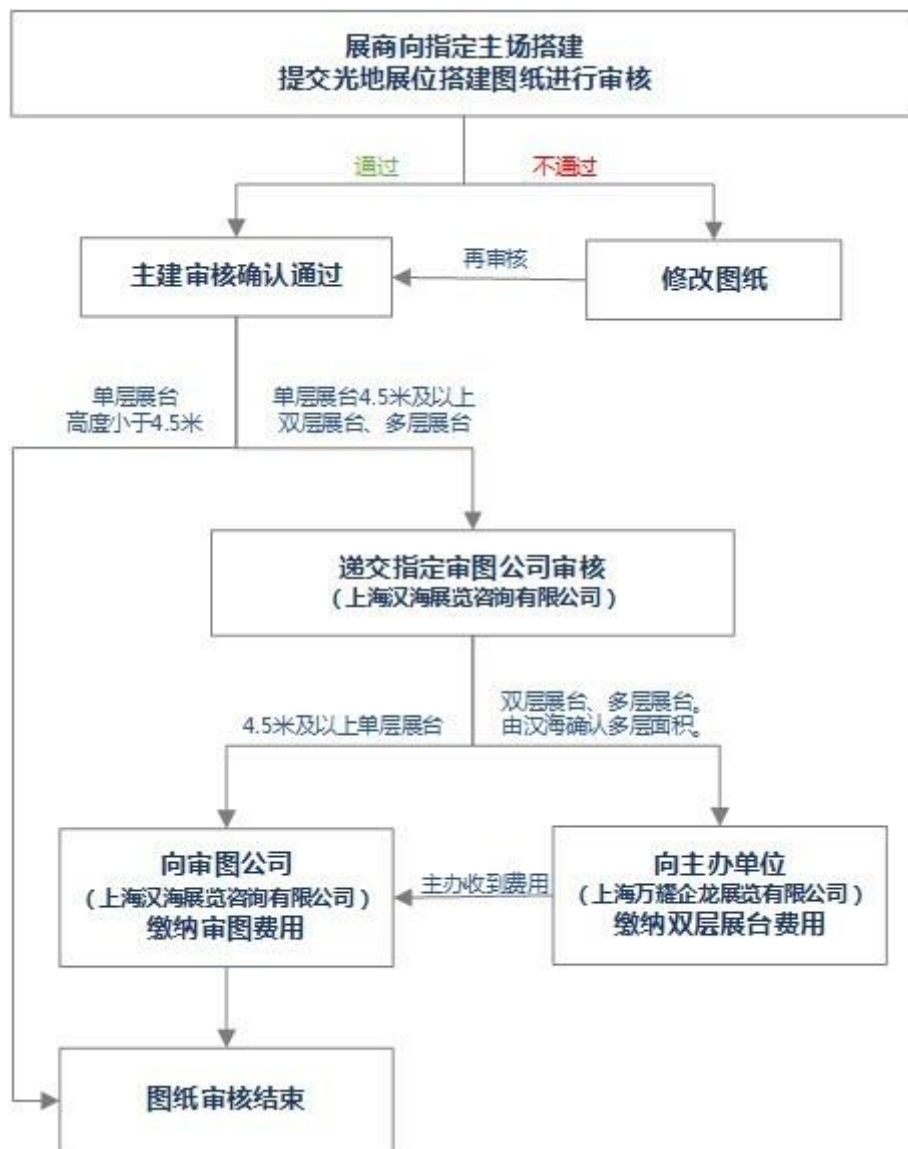 展商向指定主场搭建
提交光地展位搭建图纸进行审核
通过
不通过
主建审核确认通过
再审核
修改图纸
单层展台
高度小于4.5米
单层展台4.5米及以上
双层展台、多层展台
递交指定审图公司审核
（上海汉海展览咨询有限公司）
4.5米及以上单层展台
双层展台、多层展台。
由汉海确认多层面积。
向审图公司
（上海汉海展览咨询有限公司）
缴纳审图费用
主办收到费用
向主办单位
（上海万耀企龙展览有限公司）
缴纳双层展台费用
图纸审核结束